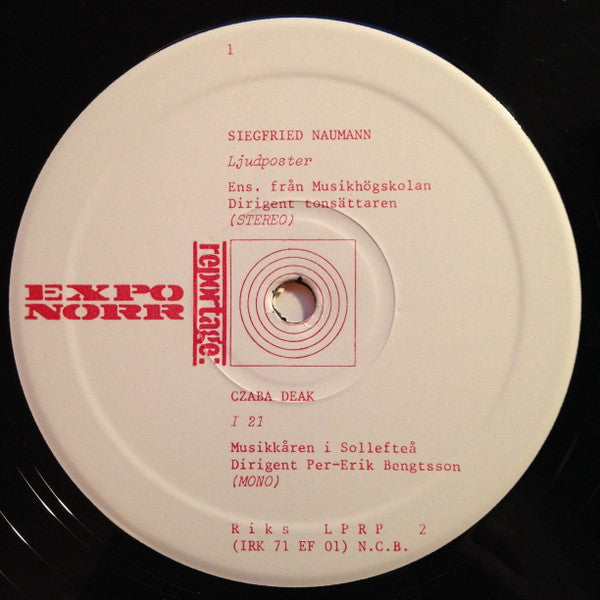 1
SIEGFRIED NAUMANN
Ljudposter
Ens. från Musikhögskolan
Dirigent tonsättaren
(STEREO)
EXPO
NORR
reportage:
CZABA DEAK
I 21
Musikkåren i Sollefteå
Dirigent Per-Erik Bengtsson
(MONO)
Riks LPRP 2
(IRK 71 EF 01) N.C.B.